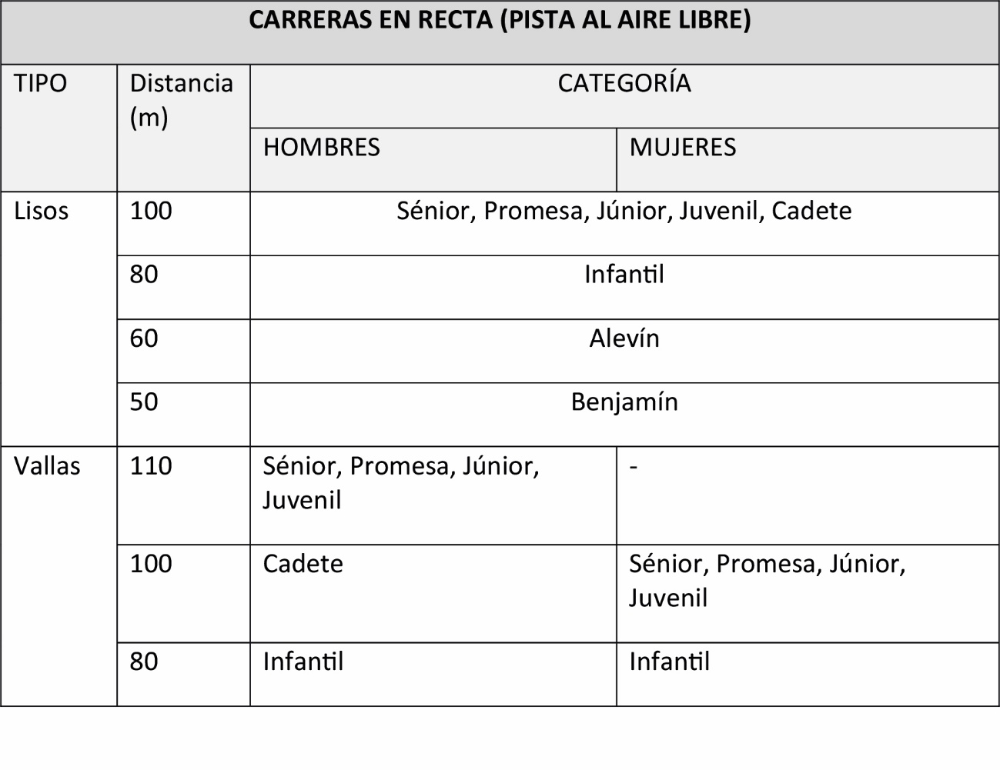 CARRERAS EN RECTA (PISTA AL AIRE LIBRE)
TIPO
Distancia
(m)
CATEGORÍA
HOMBRES
MUJERES
Lisos
100
Sénior, Promesa, Júnior, Juvenil, Cadete
80
Infantil
60
Alevín
50
Benjamín
Vallas
110
Sénior, Promesa, Júnior,
Juvenil
-
100
Cadete
Sénior, Promesa, Júnior,
Juvenil
80
Infantil
Infantil